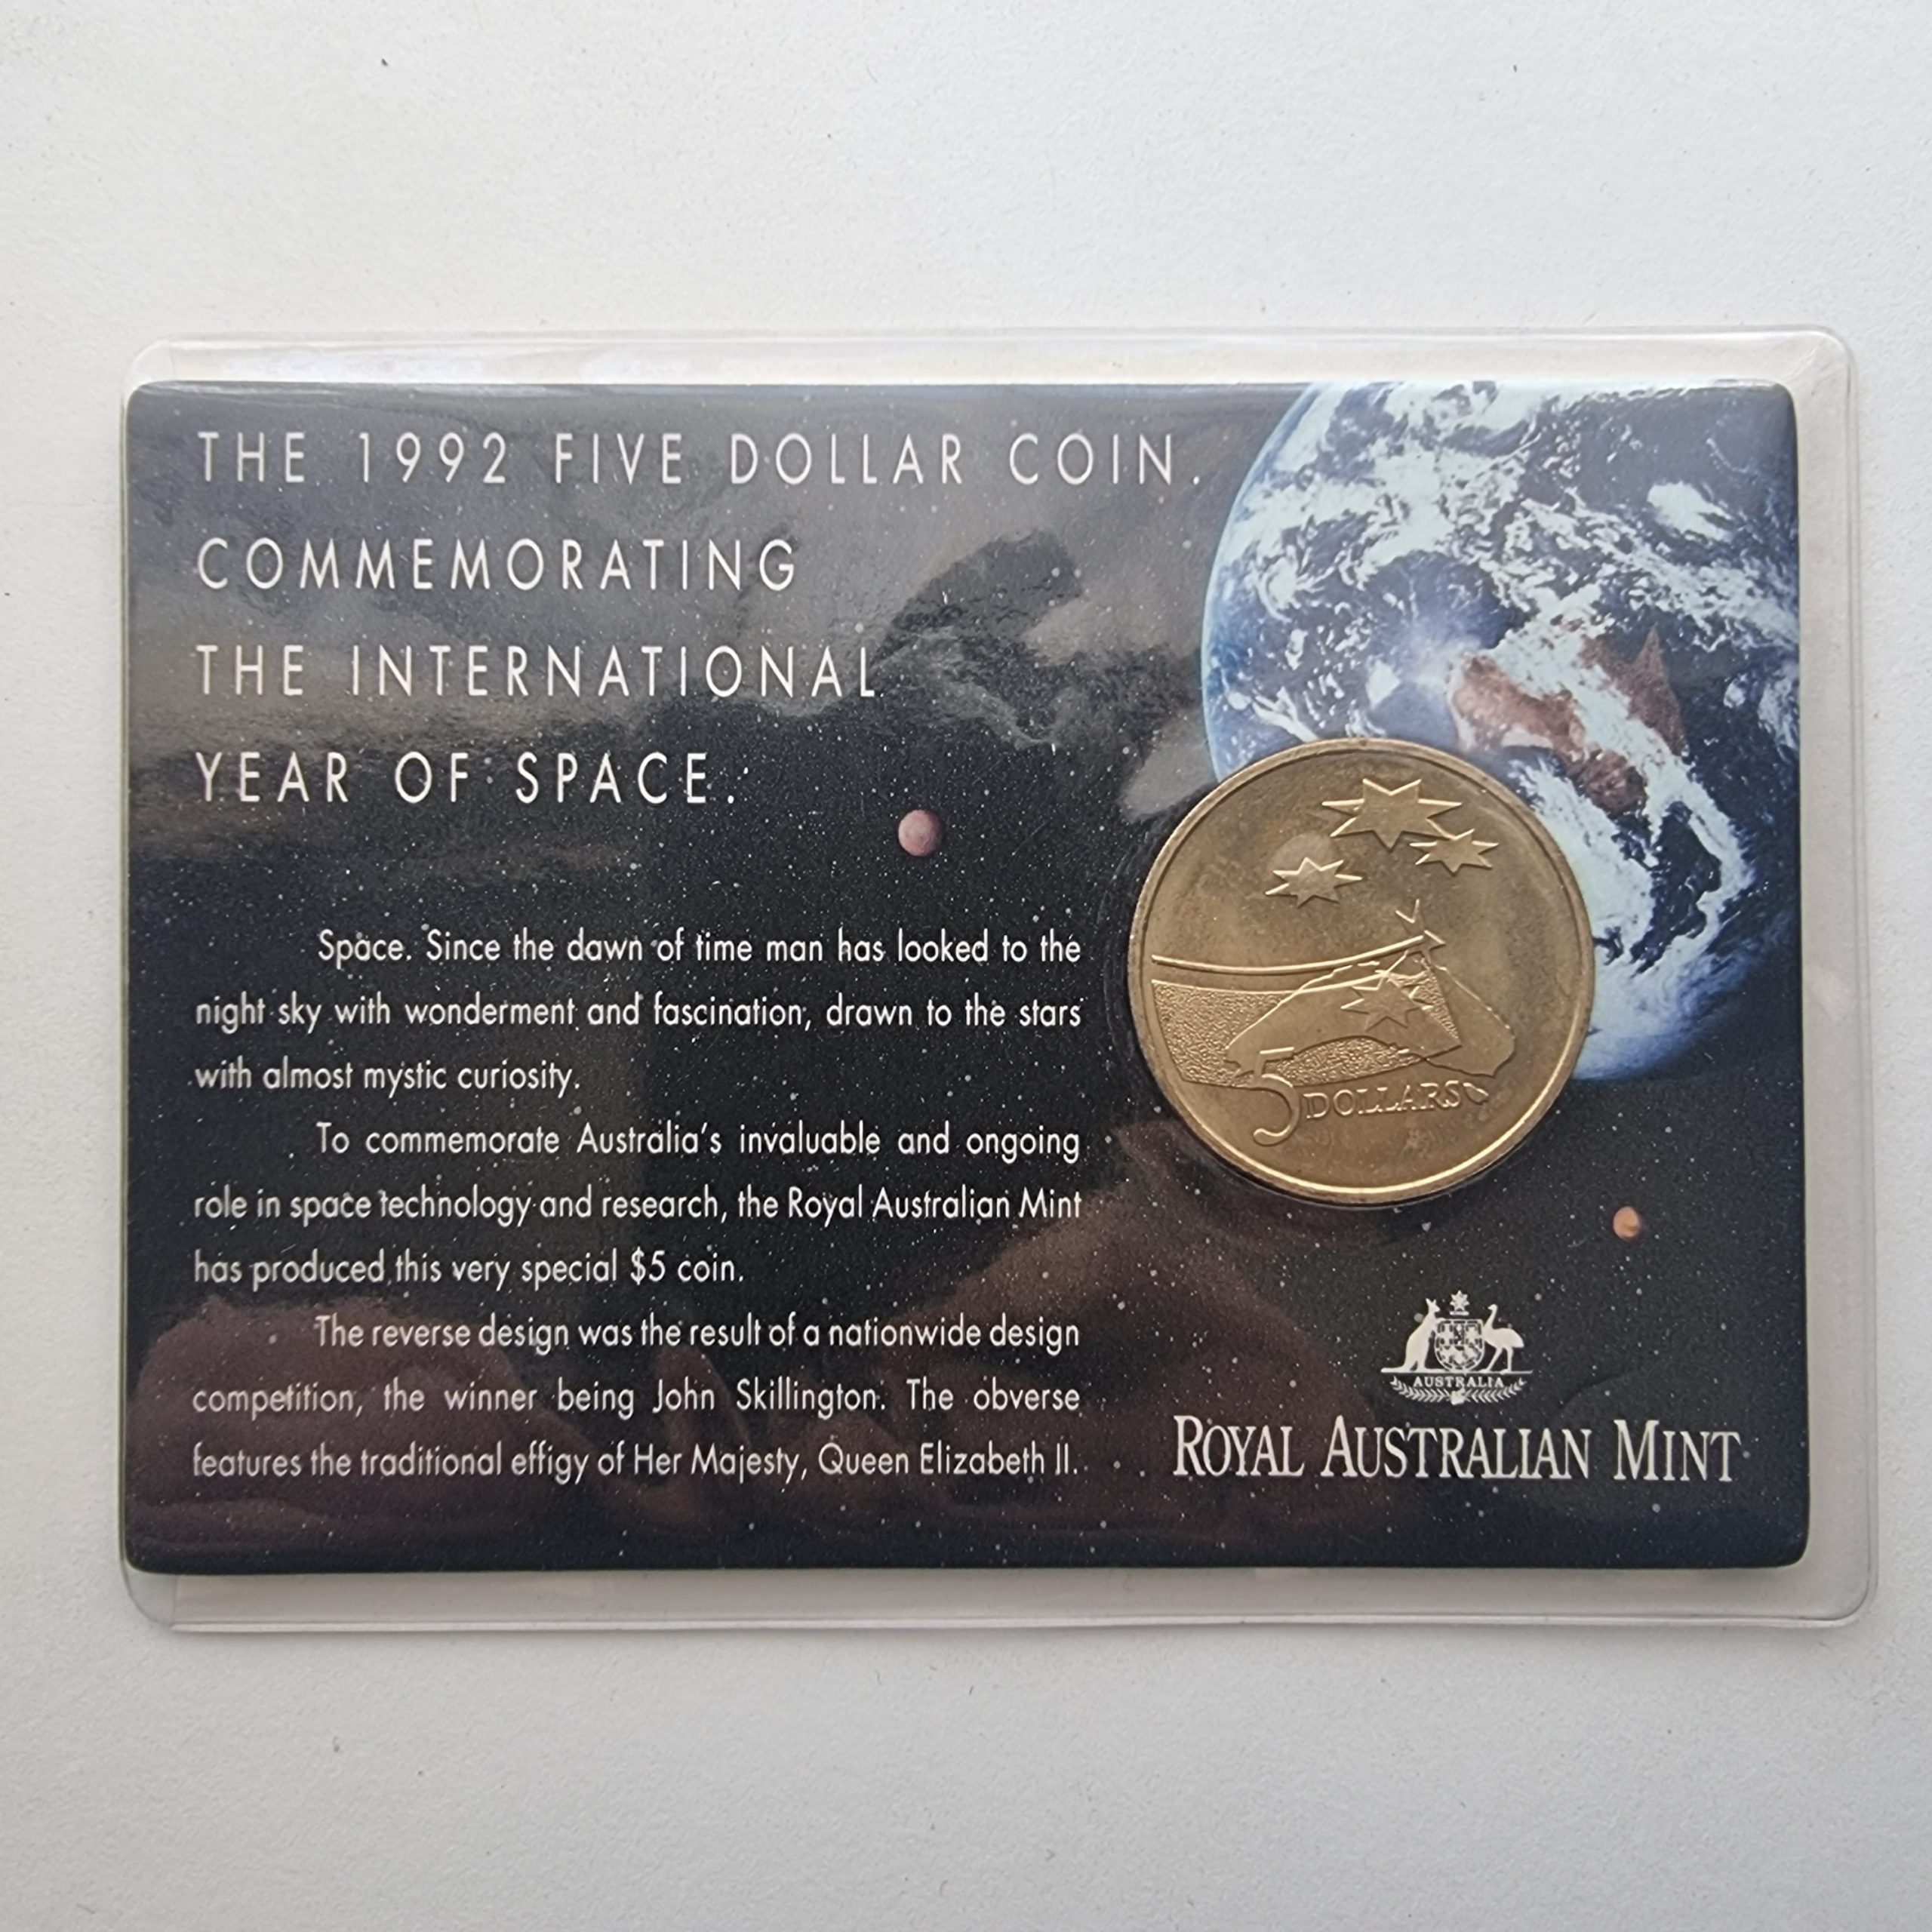 THE 1992 FIVE DOLLAR COIN.
COMMEMORATING
THE INTERNATIONAL
YEAR OF SPACE.
Space. Since the dawn of time man has looked to the
night sky with wonderment and fascination, drawn to the stars
with almost mystic curiosity.
To commemorate Australia's invaluable and ongoing
role in space technology and research, the Royal Australian Mint
has produced this very special $5 coin.
The reverse design was the result of a nationwide design
competition, the winner being John Skillington. The obverse
features the traditional effigy of Her Majesty, Queen Elizabeth II.
5 DOLLARS
AUSTRALIA
ROYAL AUSTRALIAN MINT